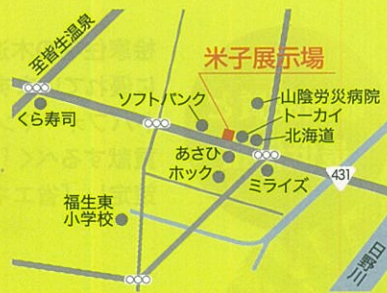 至皆生温泉
米子展示場
くら寿司
ソフトバンク
山陰労災病院
トーカイ
北海道
あさひ
ホック
ミライズ
431
福生東
小学校
日野川